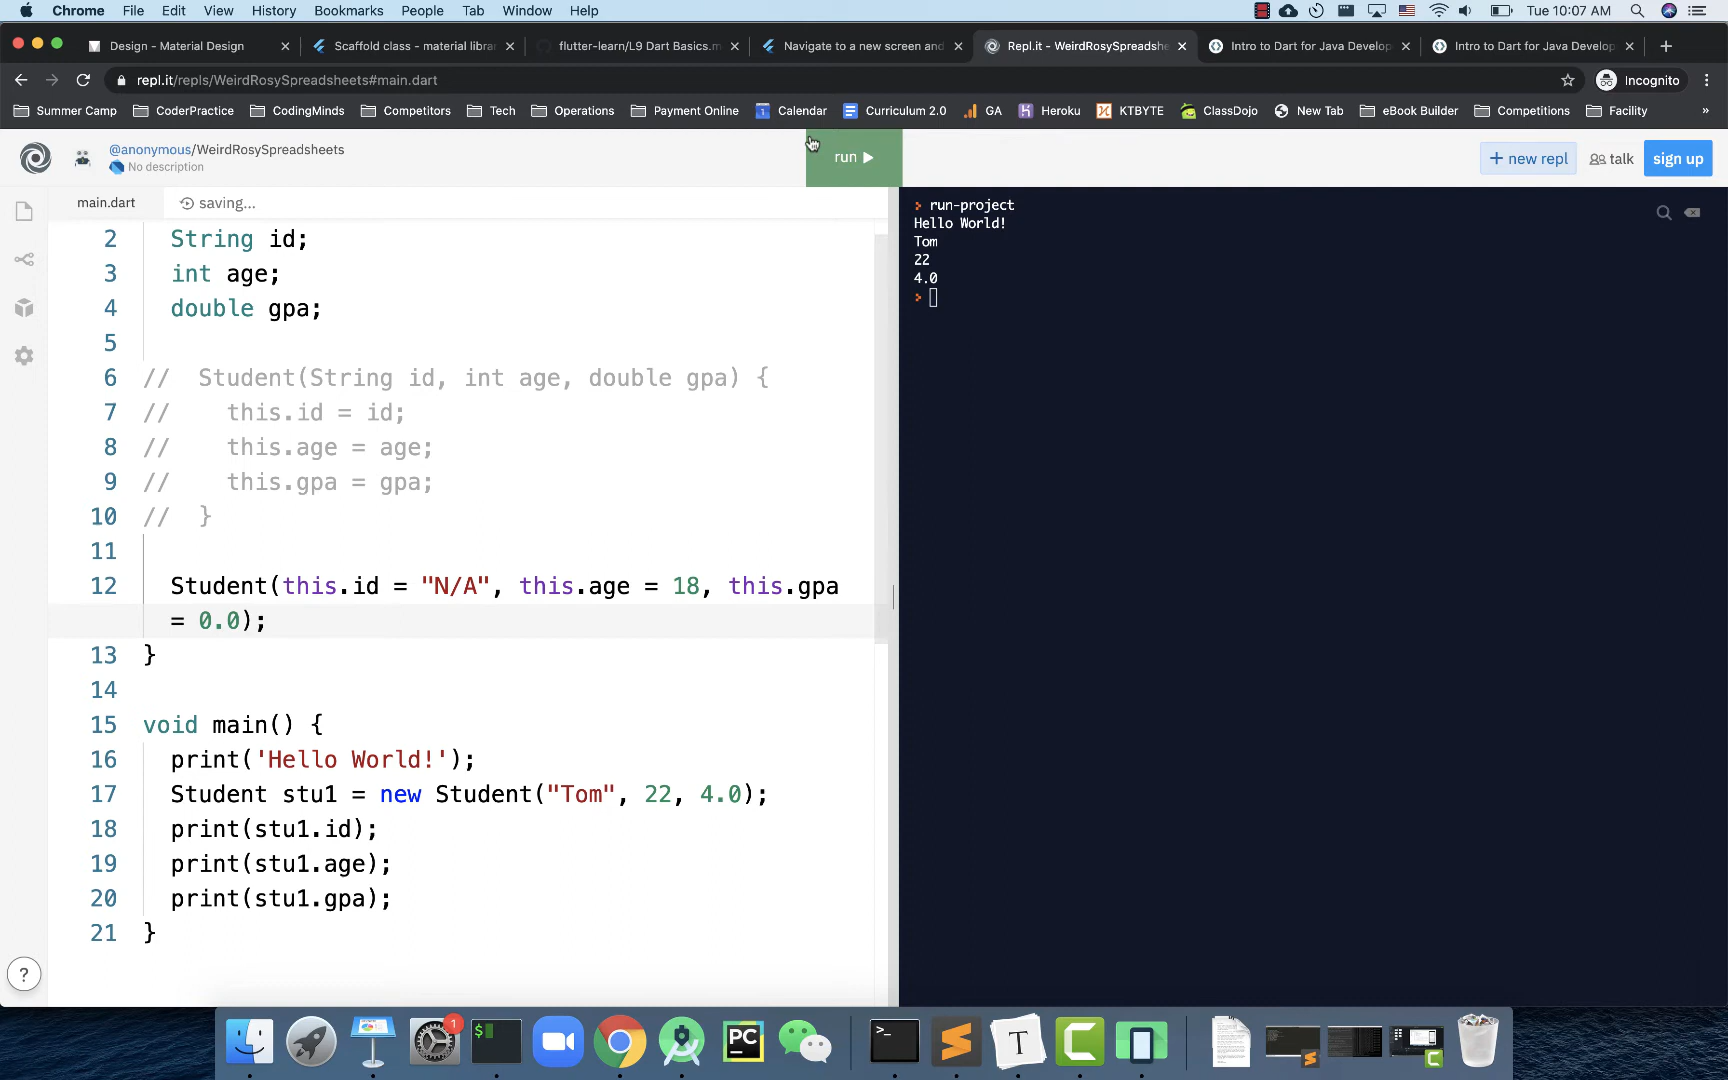 Chrome File Edit View History Bookmarks People Tab Window Help Tue 10:07 AM
Design - Material Design
Scaffold class - material librar
flutter-learn/L9 Dart Basics.m
Navigate to a new screen and
Repl.it - WeirdRosySpreadshe
Intro to Dart for Java Develop
Intro to Dart for Java Develop
repl.it/repls/WeirdRosySpreadsheets#main.dart
Incognito
Summer Camp CoderPractice CodingMinds Competitors Tech Operations Payment Online Calendar Curriculum 2.0 GA Heroku KTBYTE ClassDojo New Tab eBook Builder Competitions Facility »
@anonymous/WeirdRosySpreadsheets
No description
run
+ new repl
talk
sign up
main.dart
saving...
2 String id;
3 int age;
4 double gpa;
5
6 // Student(String id, int age, double gpa) {
7 // this.id = id;
8 // this.age = age;
9 // this.gpa = gpa;
10 // }
11
12 Student(this.id = "N/A", this.age = 18, this.gpa
= 0.0);
13 }
14
15 void main() {
16 print('Hello World!');
17 Student stu1 = new Student("Tom", 22, 4.0);
18 print(stu1.id);
19 print(stu1.age);
20 print(stu1.gpa);
21 }
run-project
Hello World!
Tom
22
4.0
?
1
$
PC
>_
T
C